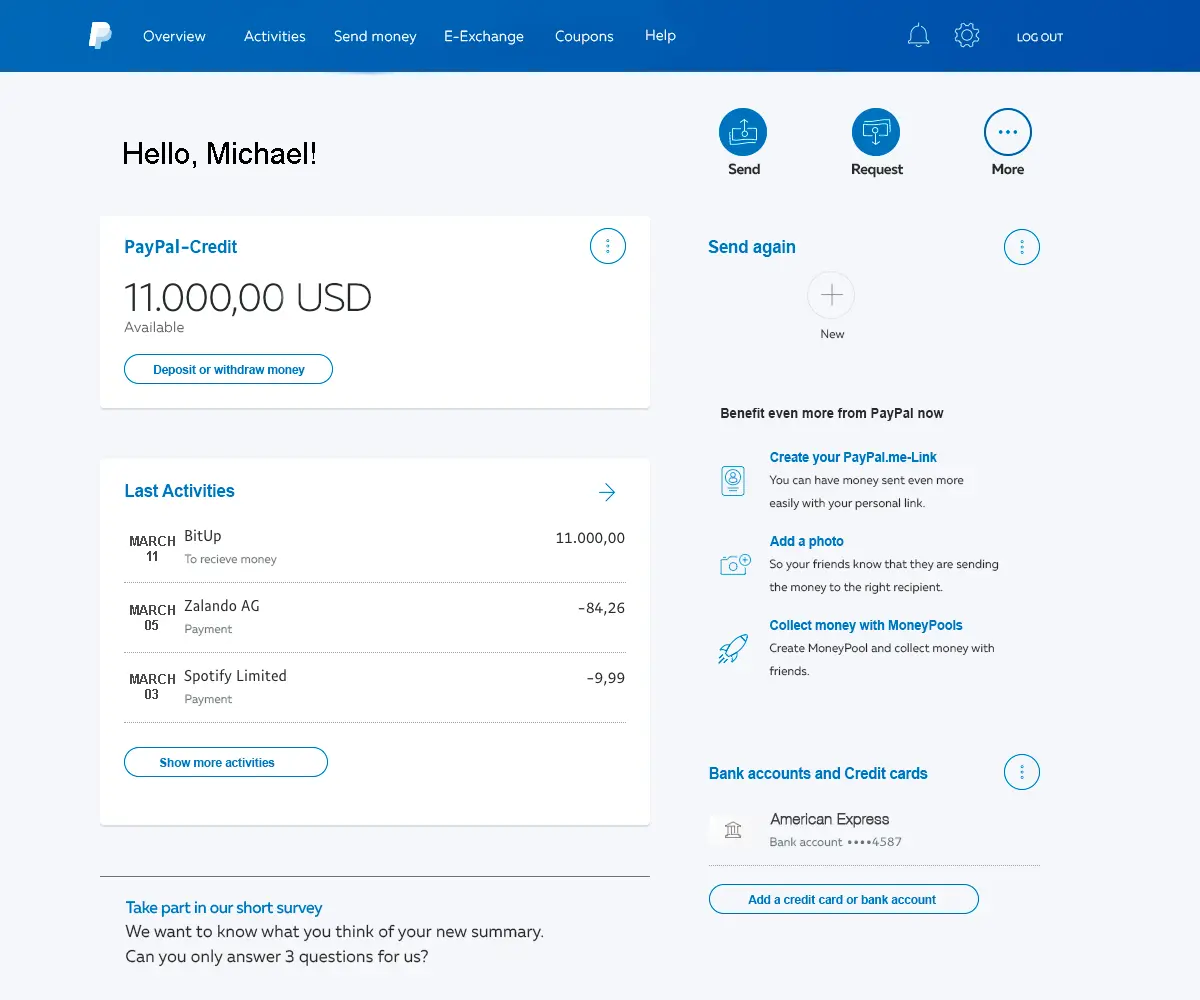 Overview Activities Send money E-Exchange Coupons Help LOG OUT
Hello, Michael!
Send Request More
PayPal-Credit
11.000,00 USD
Available
Deposit or withdraw money
Send again
New
Benefit even more from PayPal now
Create your PayPal.me-Link
You can have money sent even more
easily with your personal link.
Add a photo
So your friends know that they are sending
the money to the right recipient.
Collect money with MoneyPools
Create MoneyPool and collect money with
friends.
Last Activities
MARCH 11 BitUp 11.000,00
To recieve money
MARCH 05 Zalando AG -84,26
Payment
MARCH 03 Spotify Limited -9,99
Payment
Show more activities
Bank accounts and Credit cards
American Express
Bank account ••••4587
Add a credit card or bank account
Take part in our short survey
We want to know what you think of your new summary.
Can you only answer 3 questions for us?